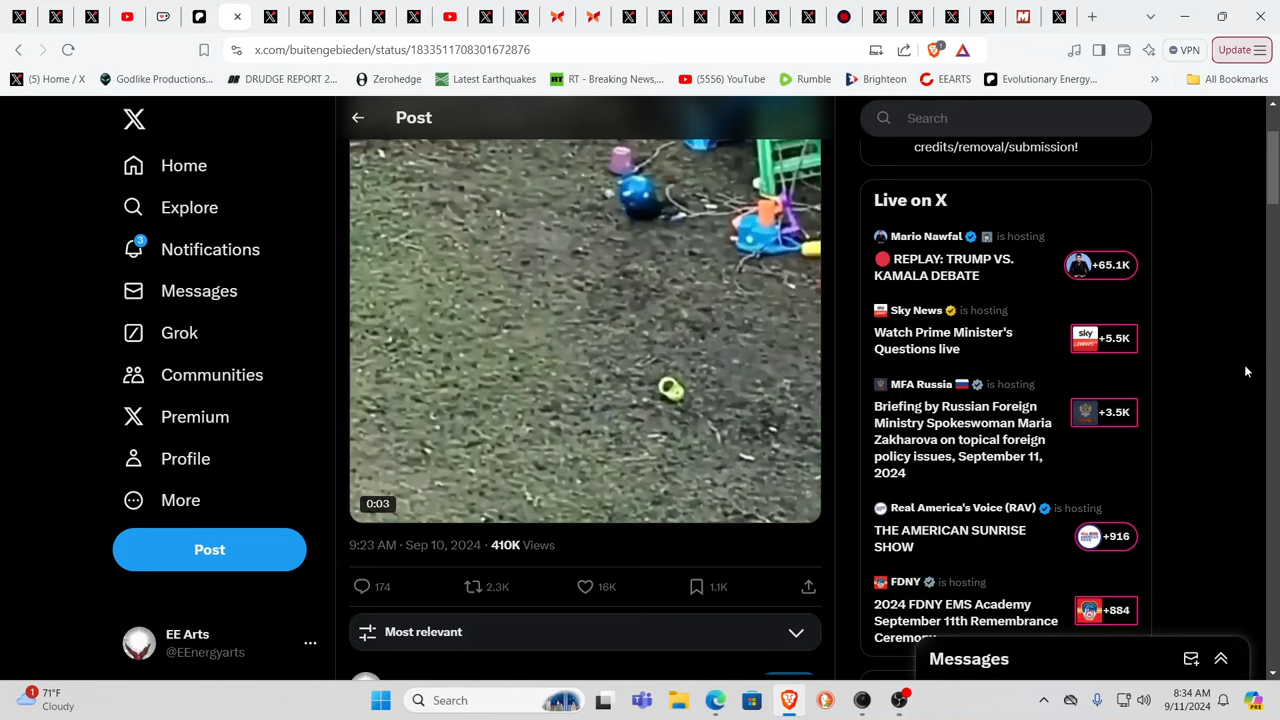 x.com/buitengebieden/status/1833511708301672876
1
VPN
Update
(5) Home / X
Godlike Productions...
DRUDGE REPORT 2...
Zerohedge
Latest Earthquakes
RT - Breaking News,...
(5556) YouTube
Rumble
Brighteon
EEARTS
Evolutionary Energy...
»
All Bookmarks
Home
Explore
3
Notifications
Messages
Grok
Communities
Premium
Profile
More
Post
EE Arts
@EEnergyarts
Post
0:03
9:23 AM · Sep 10, 2024 · 410K Views
174
2.3K
16K
1.1K
Most relevant
Search
credits/removal/submission!
Live on X
Mario Nawfal is hosting
REPLAY: TRUMP VS.
KAMALA DEBATE
+65.1K
Sky News is hosting
Watch Prime Minister's
Questions live
sky
news
+5.5K
MFA Russia is hosting
Briefing by Russian Foreign
Ministry Spokeswoman Maria
Zakharova on topical foreign
policy issues, September 11,
2024
+3.5K
Real America's Voice (RAV) is hosting
THE AMERICAN SUNRISE
SHOW
+916
FDNY is hosting
2024 FDNY EMS Academy
September 11th Remembrance
Ceremony
+884
Messages
1
71°F
Cloudy
Search
8:34 AM
9/11/2024
PRE